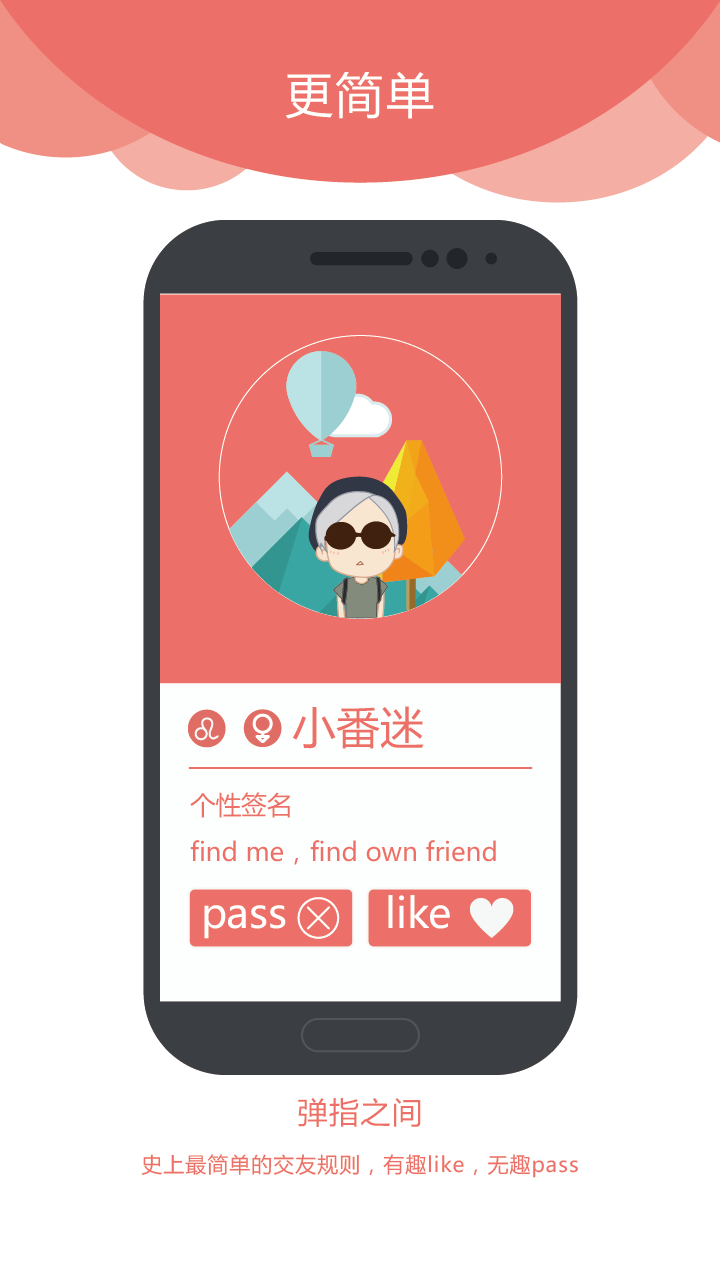 更简单
小番迷
个性签名
find me，find own friend
pass
like
弹指之间
史上最简单的交友规则，有趣like，无趣pass